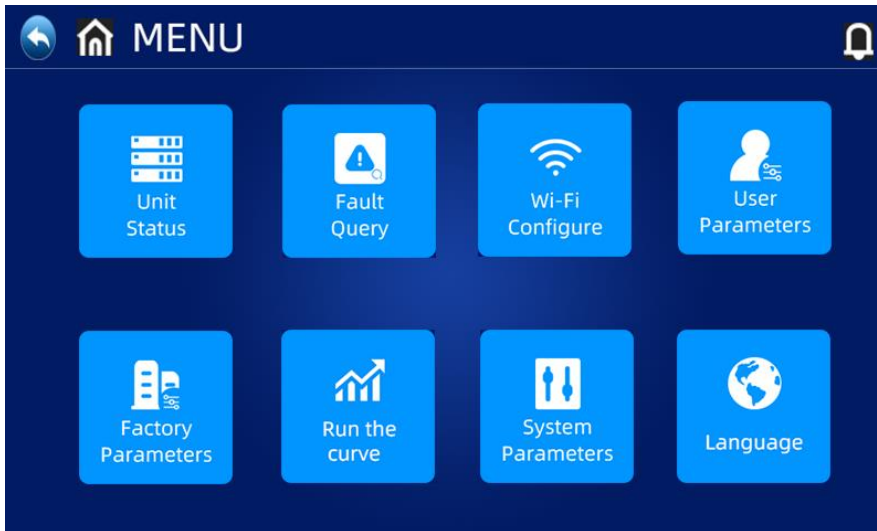 MENU
Unit
Status
Fault
Query
Wi-Fi
Configure
User
Parameters
Factory
Parameters
Run the
curve
System
Parameters
Language